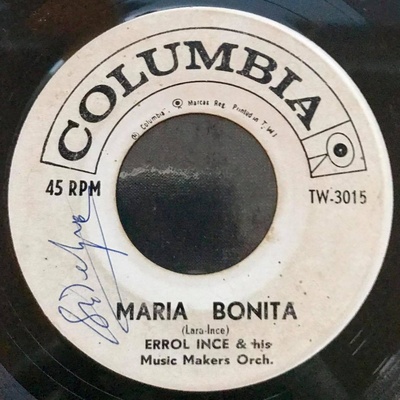 COLUMBIA
® "Columbia", Marcas Reg. Printed in T.W.I.
45 RPM
TW-3015
MARIA BONITA
(Lara-Ince)
ERROL INCE & his
Music Makers Orch.